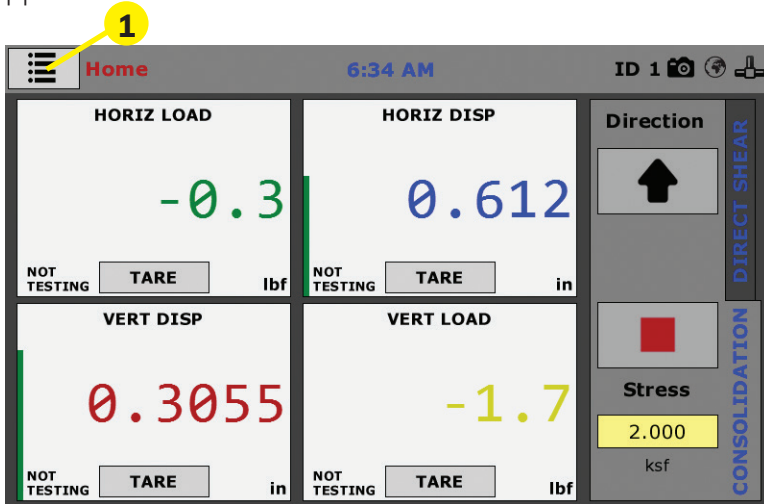 1
Home
6:34 AM
ID 1
HORIZ LOAD
-0.3
NOT
TESTING
TARE
lbf
HORIZ DISP
0.612
NOT
TESTING
TARE
in
VERT DISP
0.3055
NOT
TESTING
TARE
in
VERT LOAD
-1.7
NOT
TESTING
TARE
lbf
Direction
Stress
2.000
ksf
DIRECT SHEAR
CONSOLIDATION